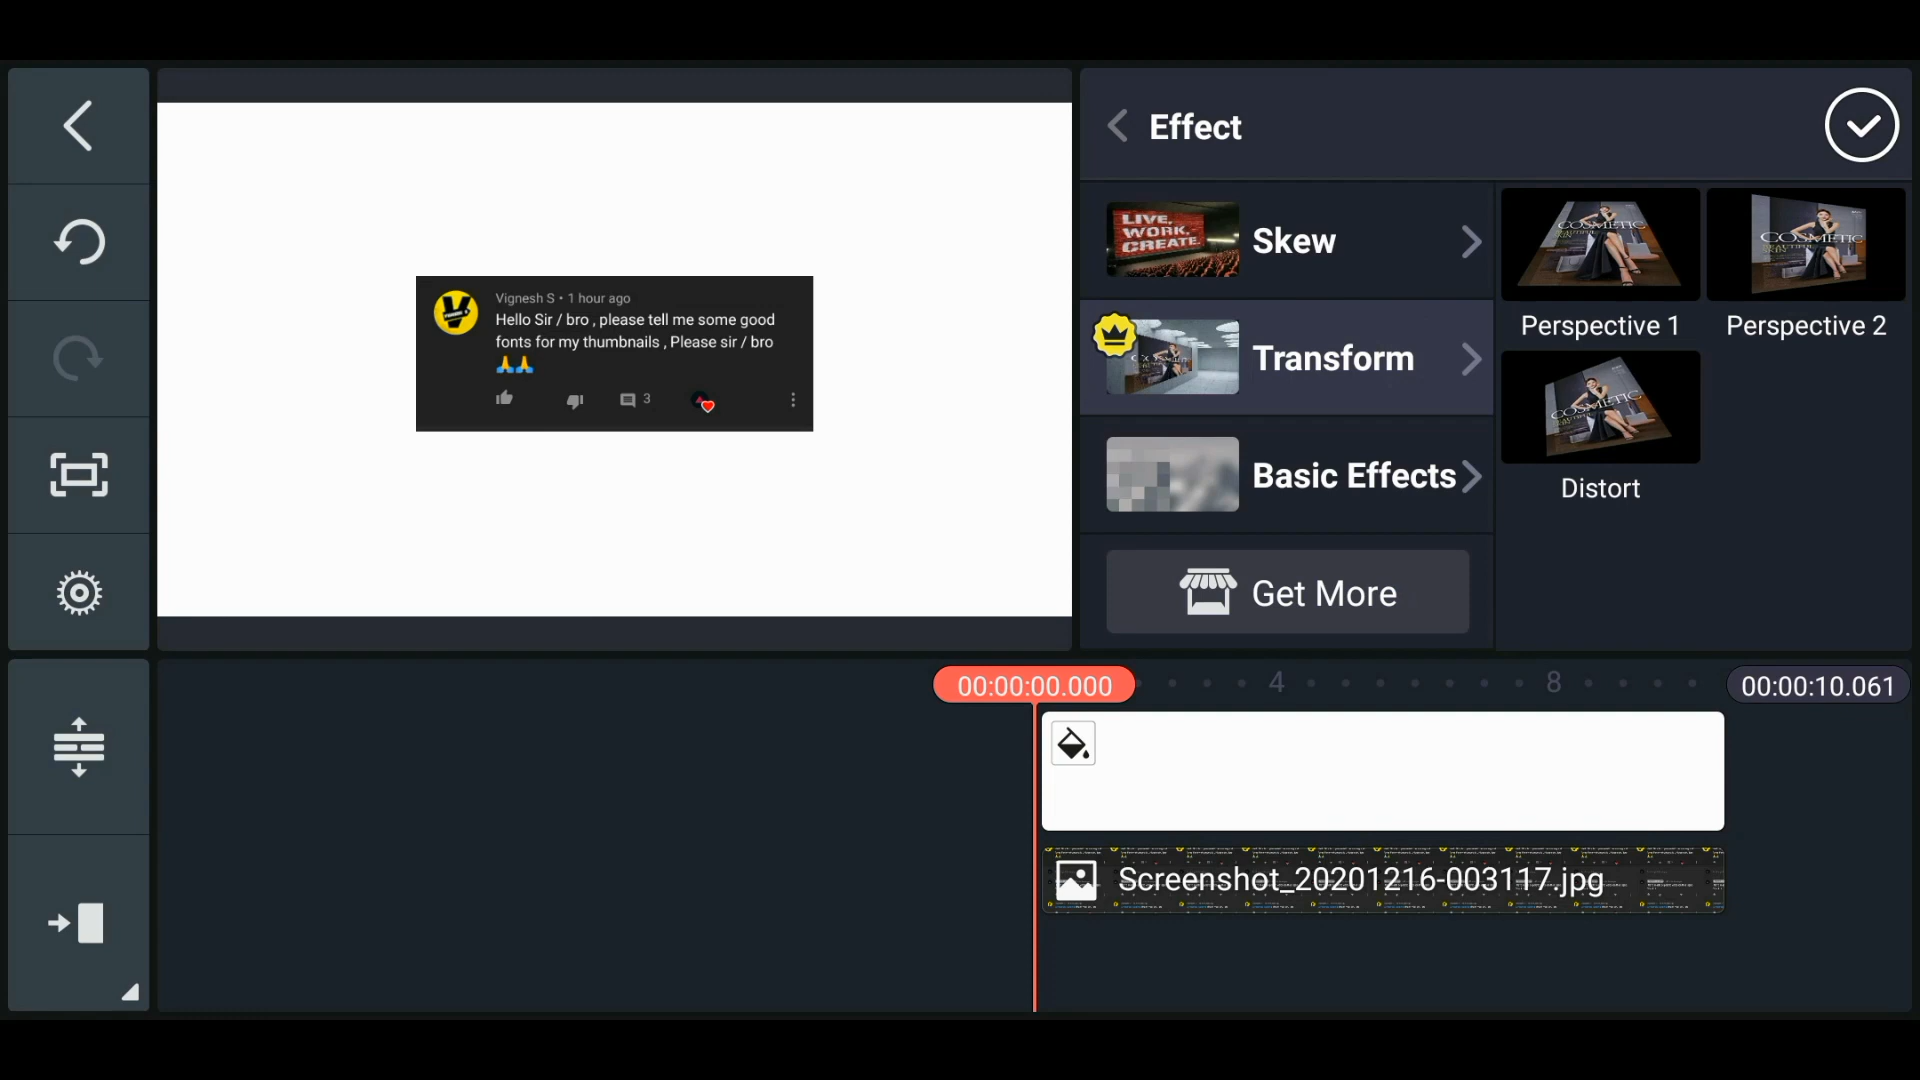 Effect
LIVE.
WORK.
CREATE.
Skew
Transform
Basic Effects
Get More
COSMETIC
Perspective 1
COSMETIC
Perspective 2
COSMETIC
Distort
Vignesh S • 1 hour ago
Hello Sir / bro , please tell me some good
fonts for my thumbnails , Please sir / bro
🙏🙏
3
00:00:00.000
4
8
00:00:10.061
Screenshot_20201216-003117.jpg